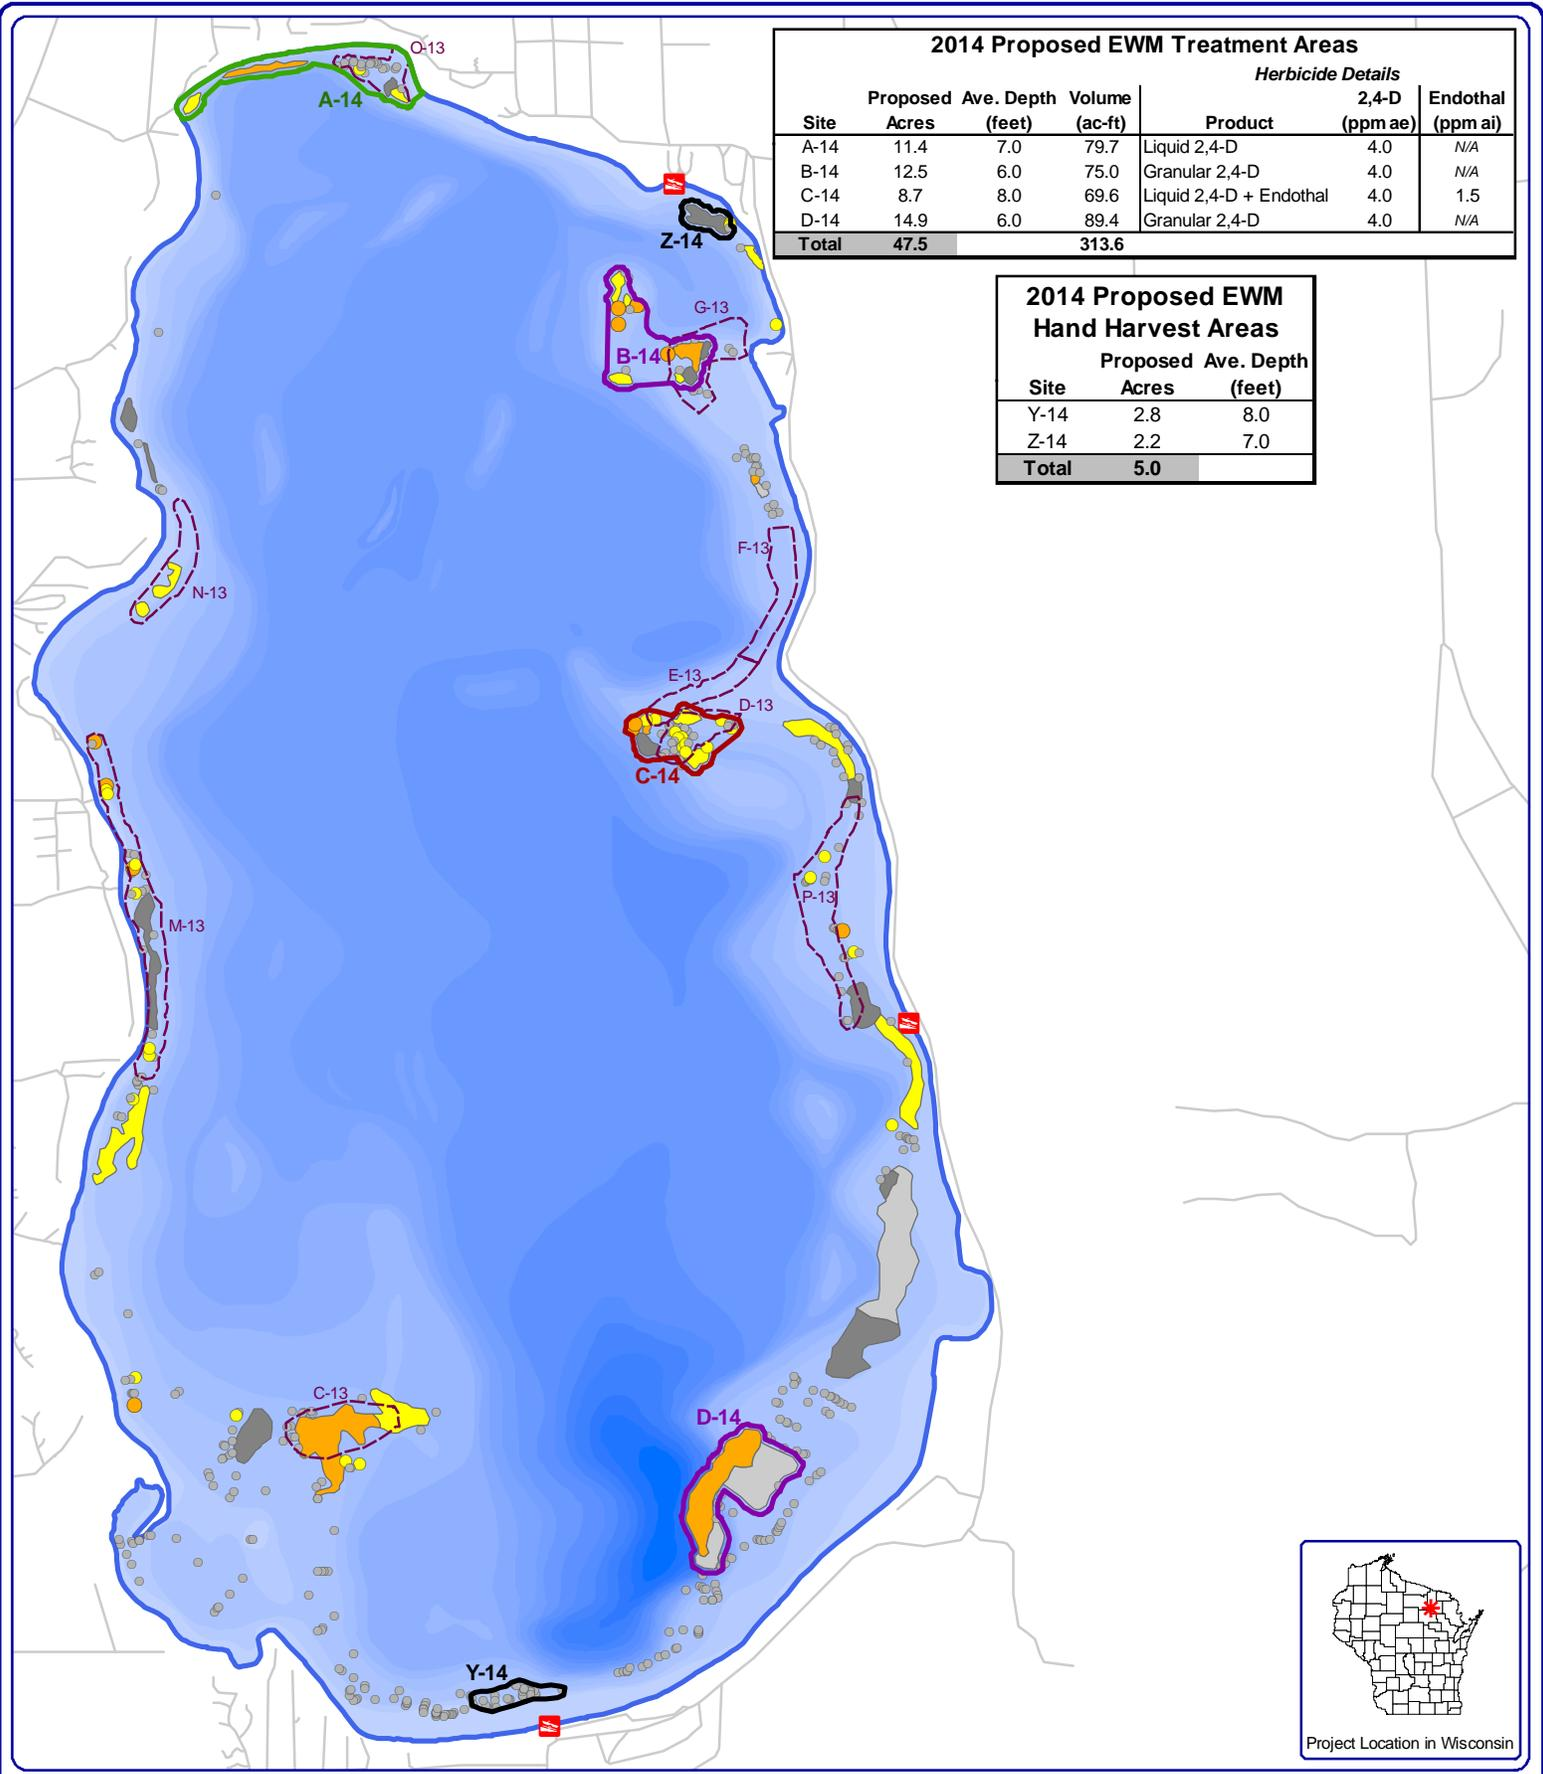 2014 Proposed EWM Treatment Areas
Herbicide Details
Proposed Ave. Depth Volume 2,4-D Endothal
Site Acres (feet) (ac-ft) Product (ppm ae) (ppm ai)
A-14 11.4 7.0 79.7 Liquid 2,4-D 4.0 N/A
B-14 12.5 6.0 75.0 Granular 2,4-D 4.0 N/A
C-14 8.7 8.0 69.6 Liquid 2,4-D + Endothal 4.0 1.5
D-14 14.9 6.0 89.4 Granular 2,4-D 4.0 N/A
Total 47.5 313.6
2014 Proposed EWM
Hand Harvest Areas
Proposed Ave. Depth
Site Acres (feet)
Y-14 2.8 8.0
Z-14 2.2 7.0
Total 5.0
O-13
A-14
Z-14
G-13
B-14
F-13
N-13
E-13
D-13
C-14
P-13
M-13
C-13
D-14
Y-14
Project Location in Wisconsin